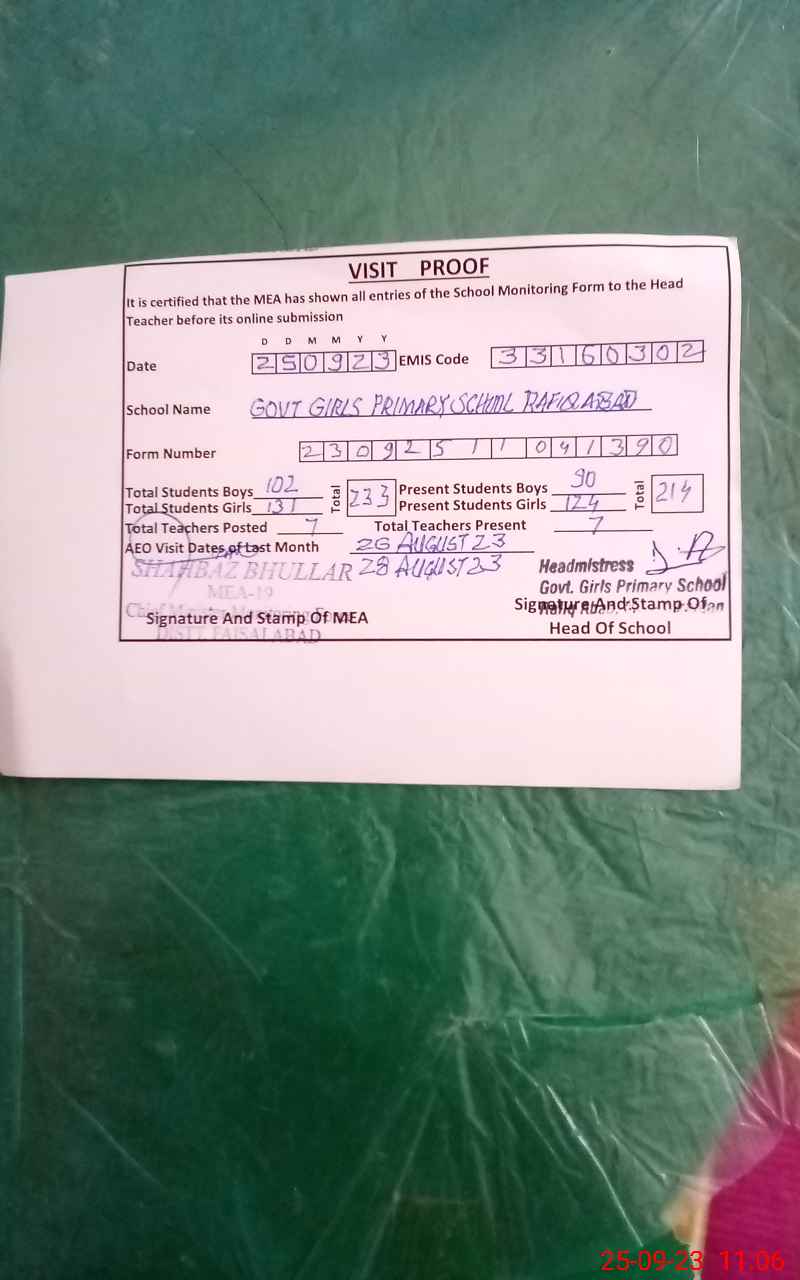 VISIT PROOF
It is certified that the MEA has shown all entries of the School Monitoring Form to the Head
Teacher before its online submission
D D M M Y Y
Date 250923 EMIS Code 33160302
School Name GOVT GIRLS PRIMARY SCHOOL RAFIQ ABAD
Form Number 2309251104 1390
Total Students Boys 102 Total 233 Present Students Boys 90 Total 214
Total Students Girls 131 Present Students Girls 124
Total Teachers Posted 7 Total Teachers Present 7
AEO Visit Dates of Last Month 26 AUGUST 23
28 AUGUST 23
SHAHBAZ BHULLAR
MEA-19
DISTT. FAISALABAD
Signature And Stamp Of MEA
Headmistress
Govt. Girls Primary School
Signature And Stamp Of
Head Of School
25-09-23 11:06